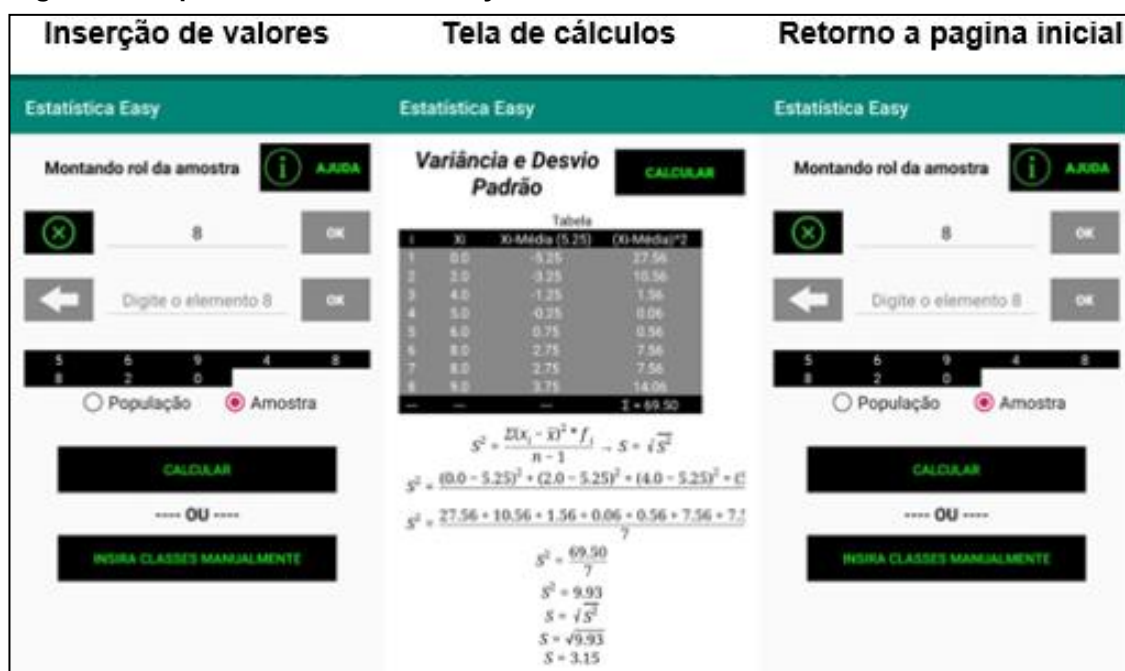 Inserção de valores
Tela de cálculos
Retorno a pagina inicial
Estatística Easy
Montando rol da amostra
i AJUDA
8 OK
Digite o elemento 8 OK
5 6 9 4 8
8 2 0
População Amostra
CALCULAR
---- OU ----
INSIRA CLASSES MANUALMENTE
Estatística Easy
Variância e Desvio
Padrão
CALCULAR
Tabela
I Xi Xi-Média (5.25) (Xi-Média)^2
1 0.0 -5.25 27.56
2 2.0 -3.25 10.56
3 4.0 -1.25 1.56
4 5.0 -0.25 0.06
5 6.0 0.75 0.56
6 8.0 2.75 7.56
7 8.0 2.75 7.56
8 9.0 3.75 14.06
--- --- --- Σ = 69.50
S² = Σ(xᵢ - x̄)² * fᵢ / n - 1 → S = √S²
S² = (0.0 - 5.25)² + (2.0 - 5.25)² + (4.0 - 5.25)² +
S² = 27.56 + 10.56 + 1.56 + 0.06 + 0.56 + 7.56 + / 7
S² = 69.50 / 7
S² = 9.93
S = √S²
S = √9.93
S = 3.15
Estatística Easy
Montando rol da amostra
i AJUDA
8 OK
Digite o elemento 8 OK
5 6 9 4 8
8 2 0
População Amostra
CALCULAR
---- OU ----
INSIRA CLASSES MANUALMENTE